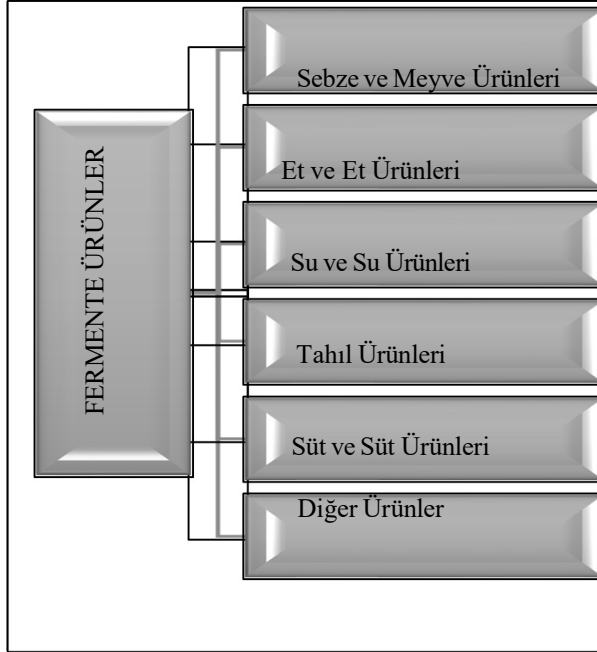 FERMENTE ÜRÜNLER
Sebze ve Meyve Ürünleri
Et ve Et Ürünleri
Su ve Su Ürünleri
Tahıl Ürünleri
Süt ve Süt Ürünleri
Diğer Ürünler